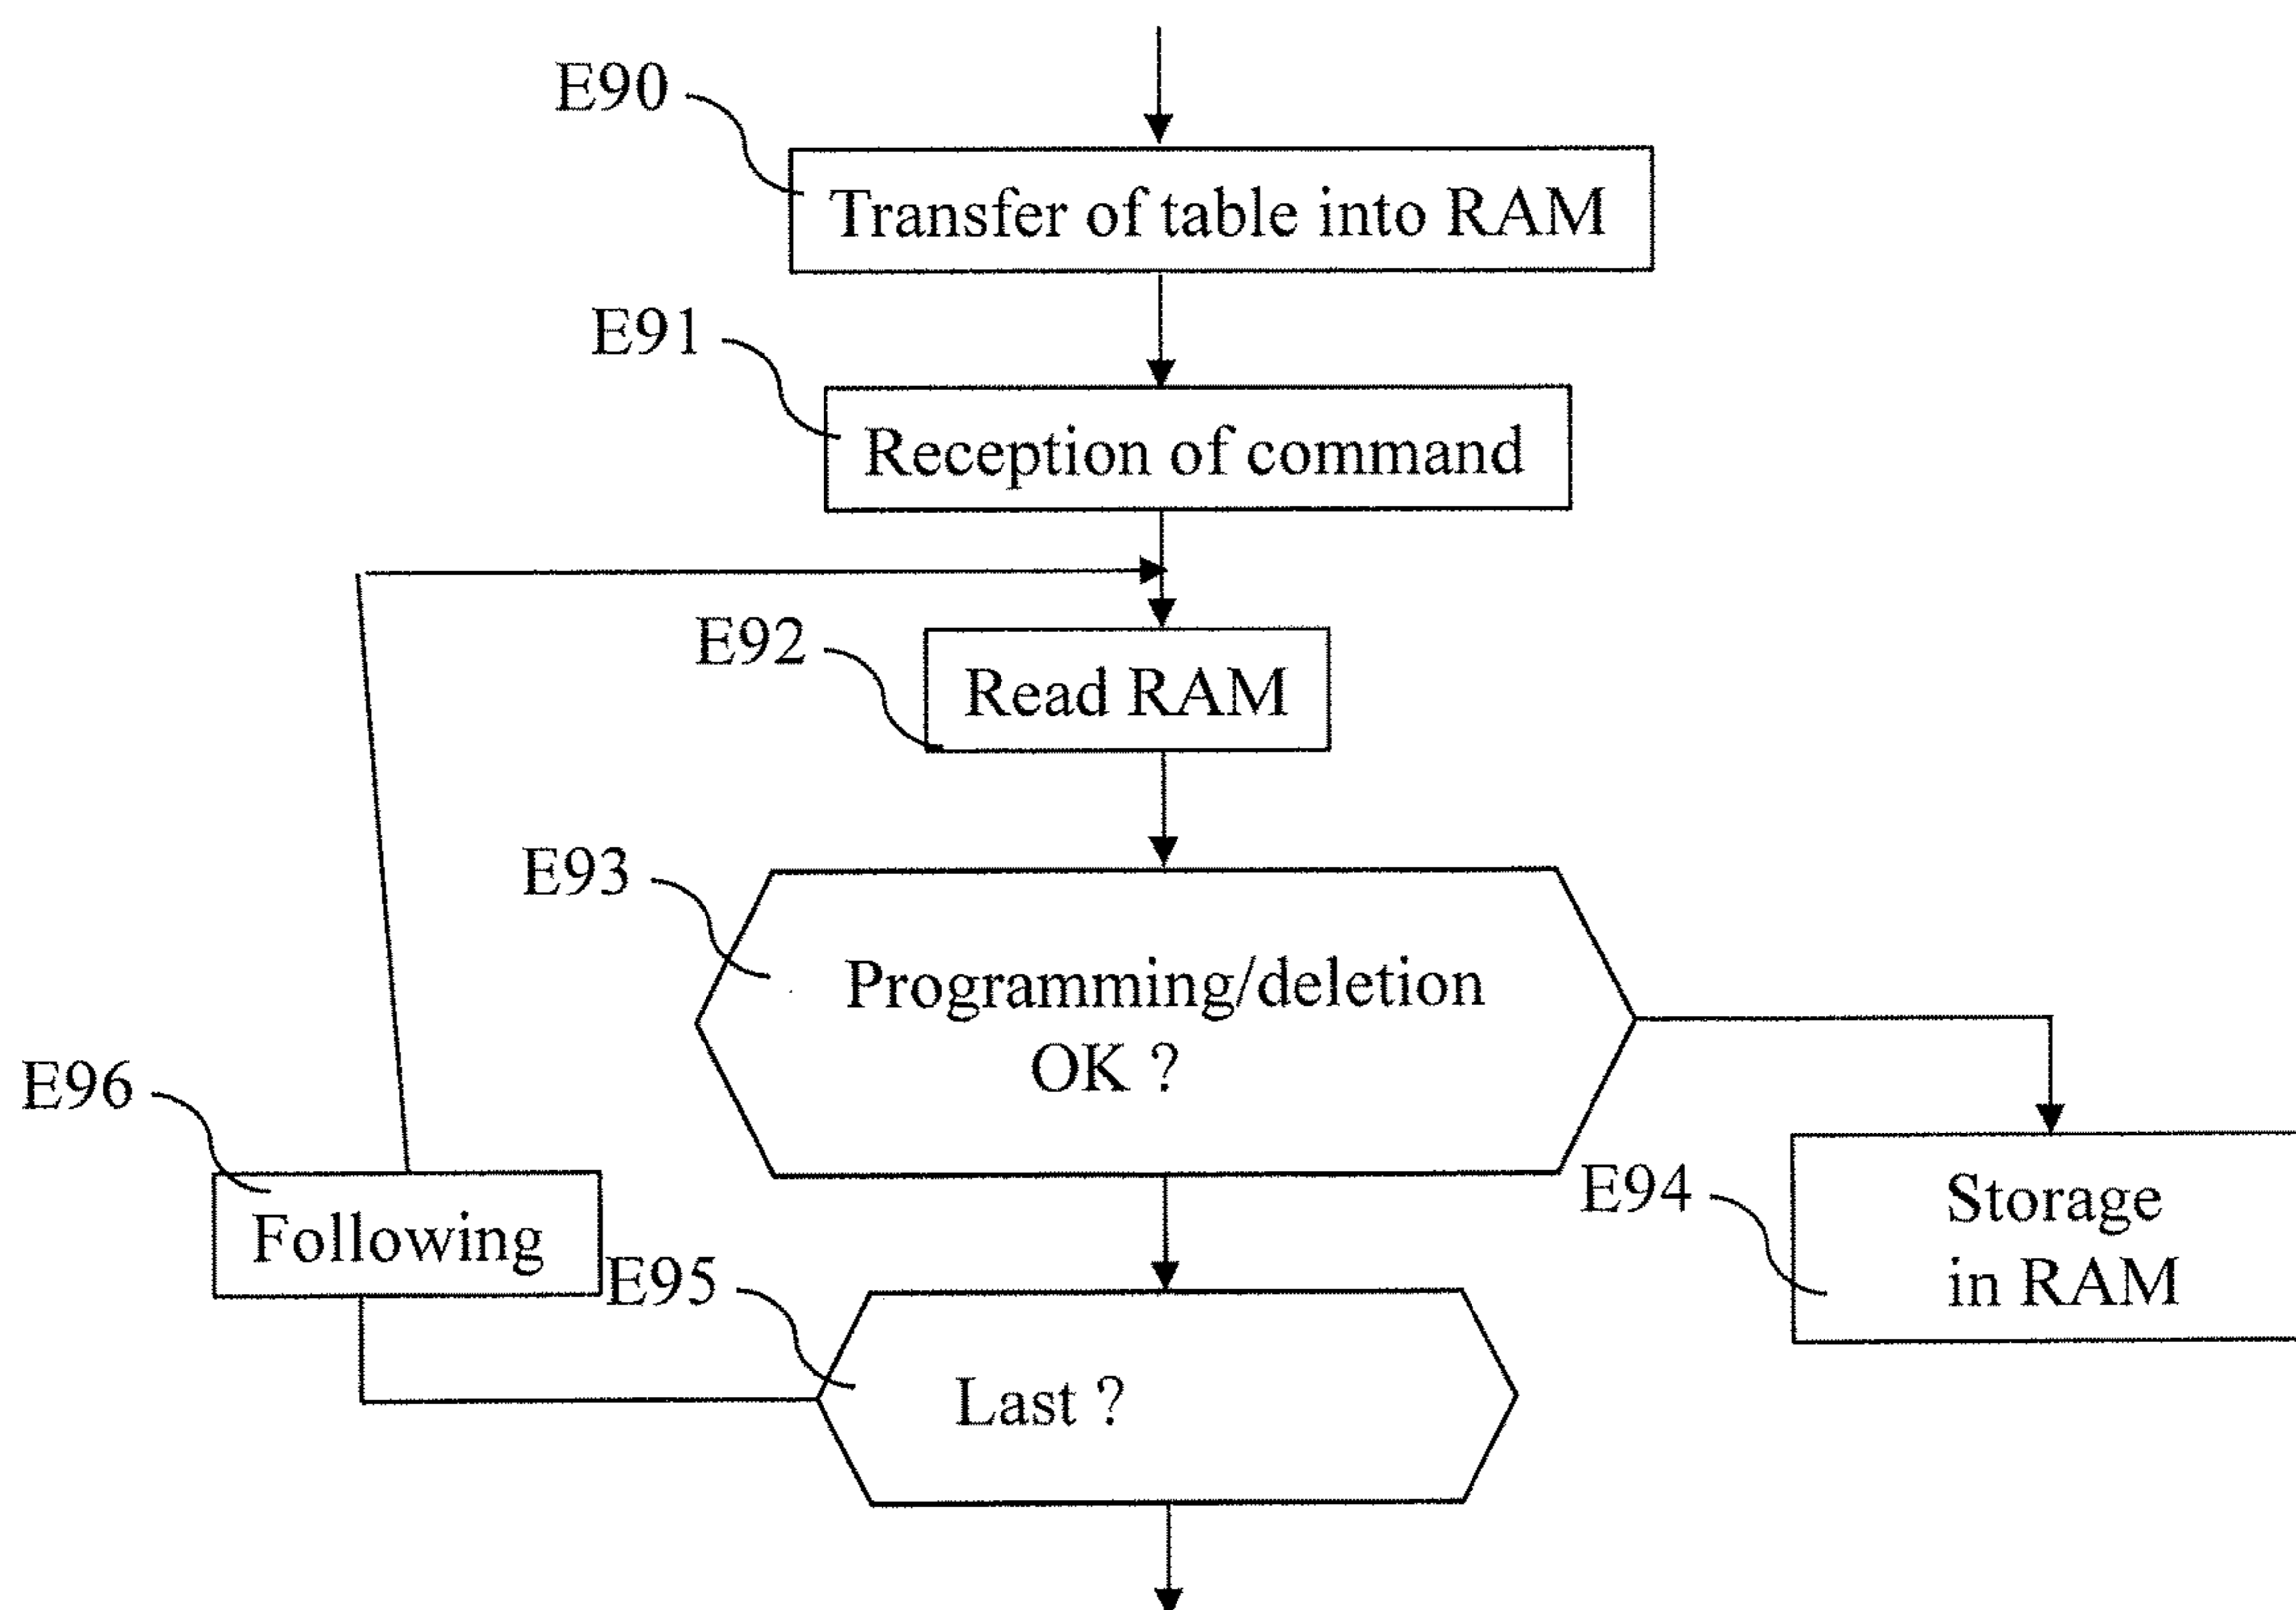 E90
Transfer of table into RAM
E91
Reception of command
E92
Read RAM
E93
Programming/deletion
OK ?
E96
Following
E94
Storage
in RAM
E95
Last ?